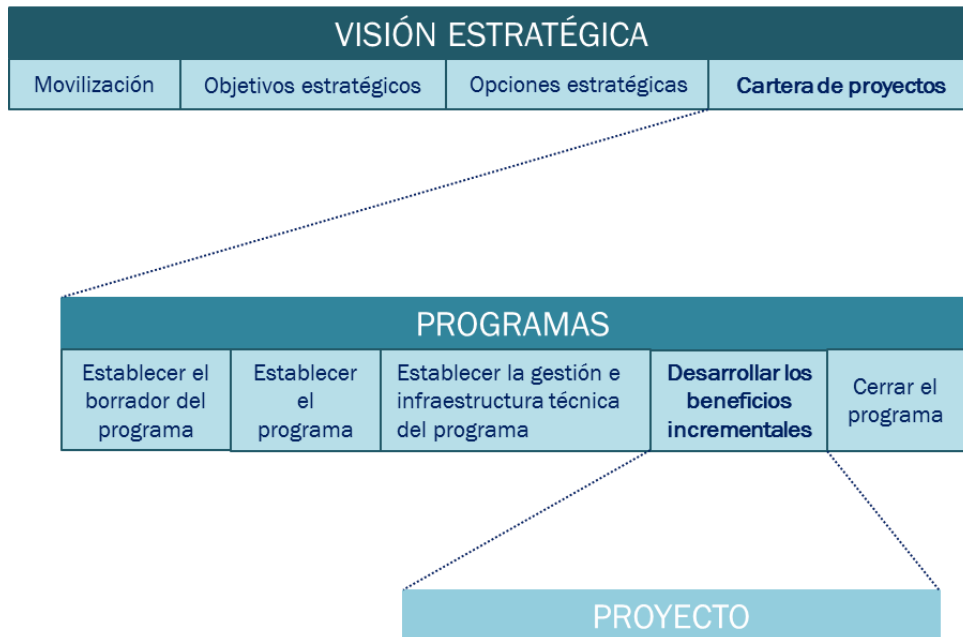 VISIÓN ESTRATÉGICA
Movilización
Objetivos estratégicos
Opciones estratégicas
Cartera de proyectos
PROGRAMAS
Establecer el
borrador del
programa
Establecer
el
programa
Establecer la gestión e
infraestructura técnica
del programa
Desarrollar los
beneficios
incrementales
Cerrar el
programa
PROYECTO